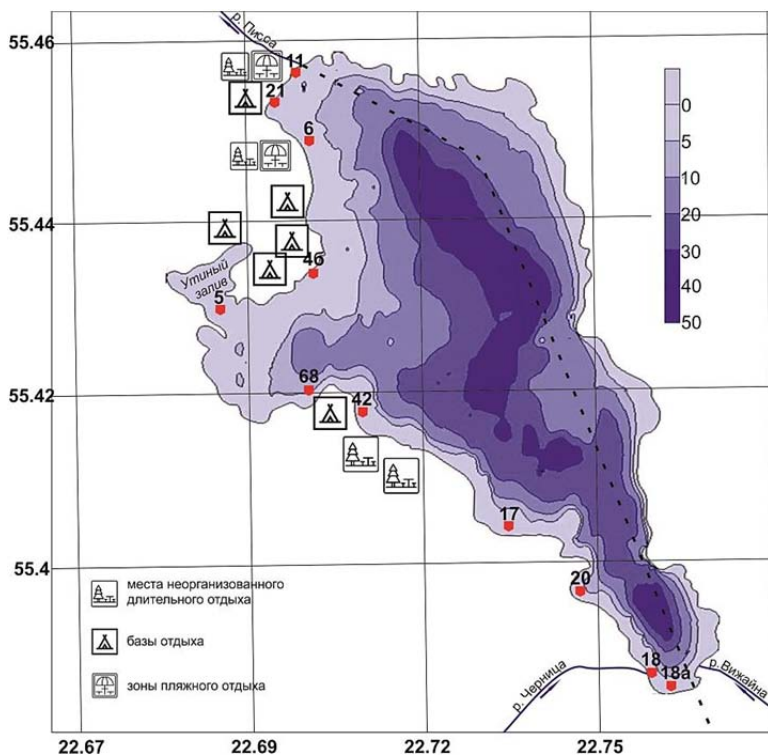 р. Писса
55.46
11
21
6
0
5
10
20
30
40
50
55.44
46
Утиный
залив
5
68
42
55.42
17
20
55.4
места неорганизованного
длительного отдыха
базы отдыха
зоны пляжного отдыха
18
18а
р. Черница
р. Вижайна
22.67
22.69
22.72
22.75